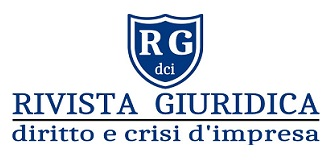 RG
dci
RIVISTA GIURIDICA
diritto e crisi d'impresa